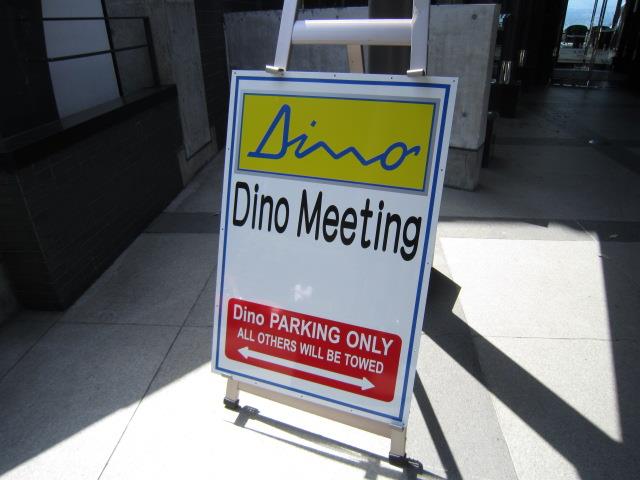 Dino
Dino Meeting
Dino PARKING ONLY
ALL OTHERS WILL BE TOWED